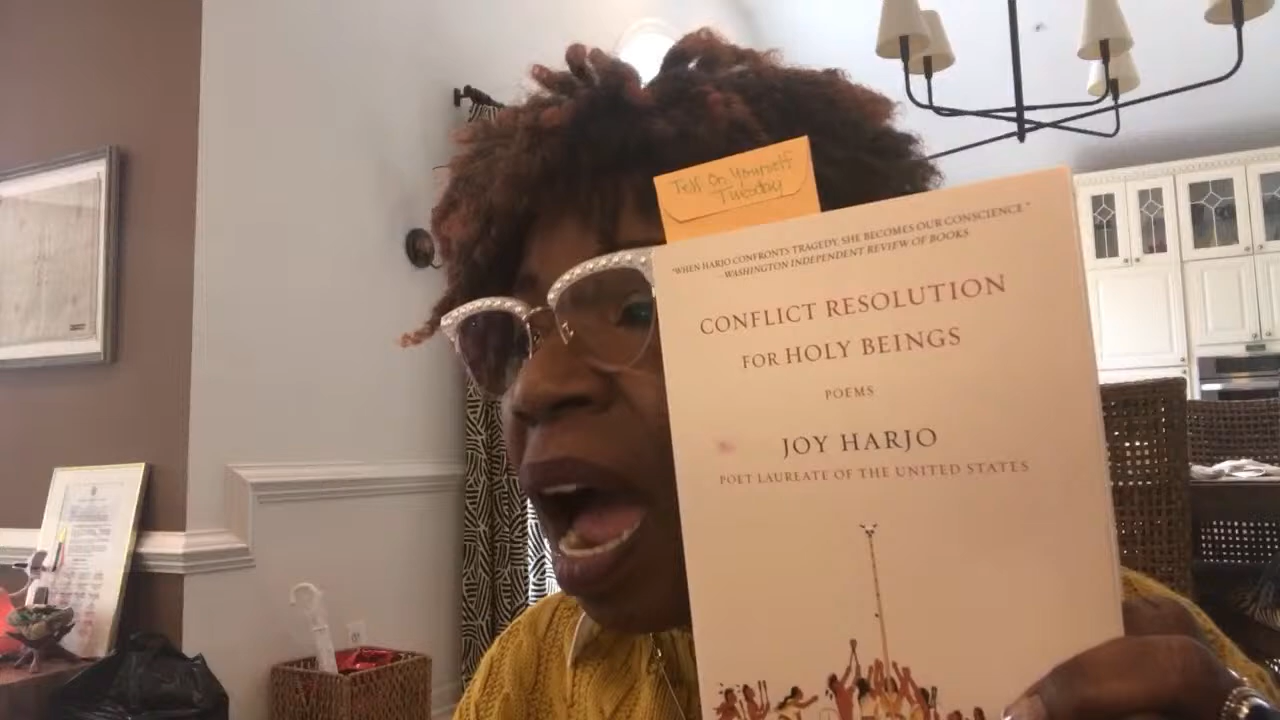 Tell On Yourself
Tuesday
"WHEN HARJO CONFRONTS TRAGEDY, SHE BECOMES OUR CONSCIENCE."
—WASHINGTON INDEPENDENT REVIEW OF BOOKS
CONFLICT RESOLUTION
FOR HOLY BEINGS
POEMS
JOY HARJO
POET LAUREATE OF THE UNITED STATES